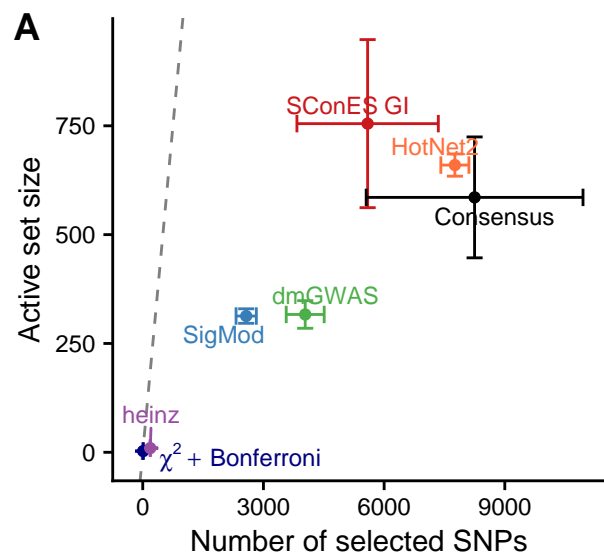 A
Active set size
750
500
250
0
SConES GI
HotNet2
Consensus
dmGWAS
SigMod
heinz
χ² + Bonferroni
0 3000 6000 9000
Number of selected SNPs